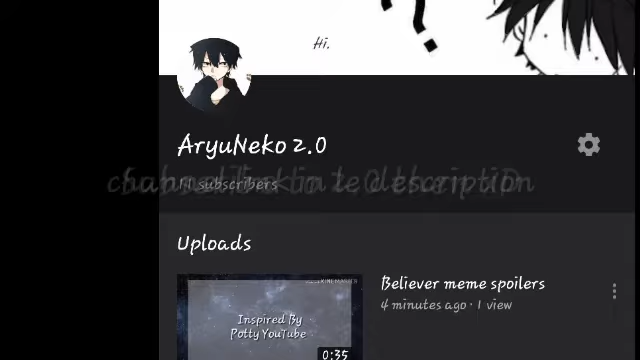 Hi.
AryuNeko 2.0
11 subscribers
Uploads
Believer meme spoilers
4 minutes ago · 1 view
Inspired By
Potty YouTube
0:35